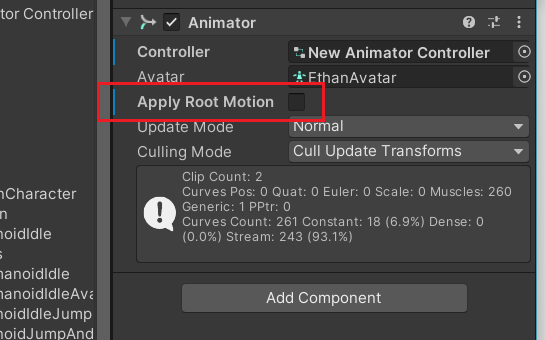 tor Controller
Animator
Controller
New Animator Controller
Avatar
EthanAvatar
Apply Root Motion
Update Mode
Normal
Culling Mode
Cull Update Transforms
Clip Count: 2
Curves Pos: 0 Quat: 0 Euler: 0 Scale: 0 Muscles: 260
Generic: 1 PPtr: 0
Curves Count: 261 Constant: 18 (6.9%) Dense: 0
(0.0%) Stream: 243 (93.1%)
Add Component
nCharacter
n
noidIdle
s
nanoidIdle
nanoidIdleAva
noidIdleJump
noidJumpAnd